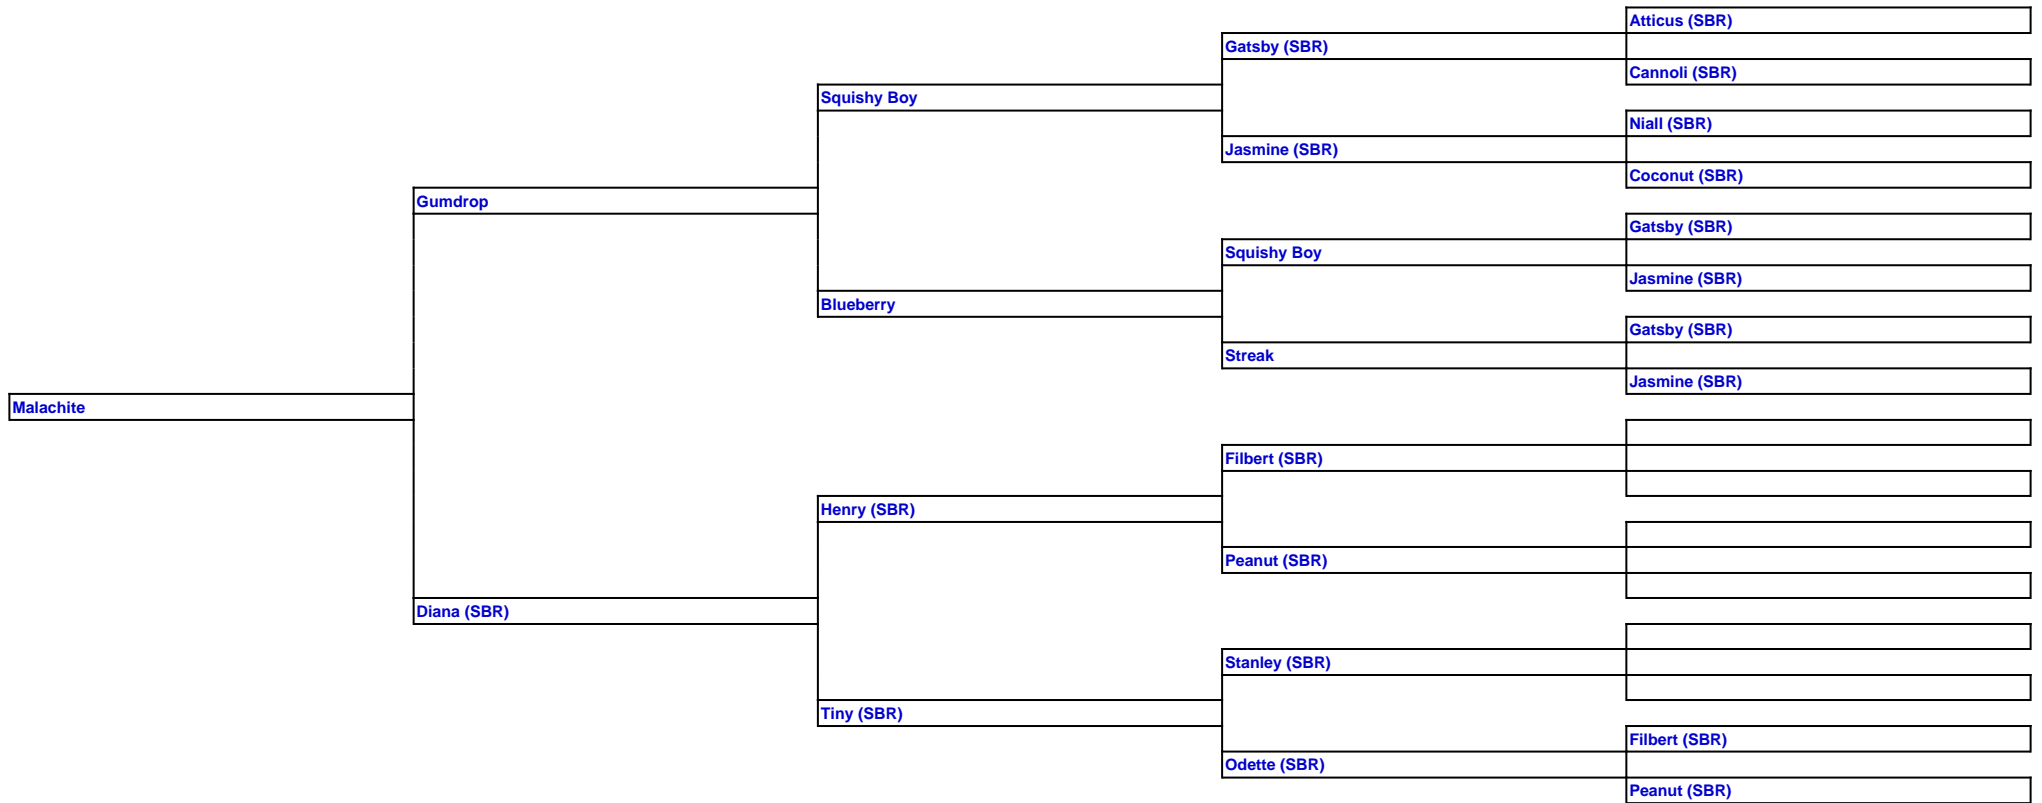 Atticus (SBR)
Gatsby (SBR)
Cannoli (SBR)
Squishy Boy
Niall (SBR)
Jasmine (SBR)
Coconut (SBR)
Gumdrop
Gatsby (SBR)
Squishy Boy
Jasmine (SBR)
Blueberry
Gatsby (SBR)
Streak
Jasmine (SBR)
Malachite
Filbert (SBR)
Henry (SBR)
Peanut (SBR)
Diana (SBR)
Stanley (SBR)
Tiny (SBR)
Filbert (SBR)
Odette (SBR)
Peanut (SBR)